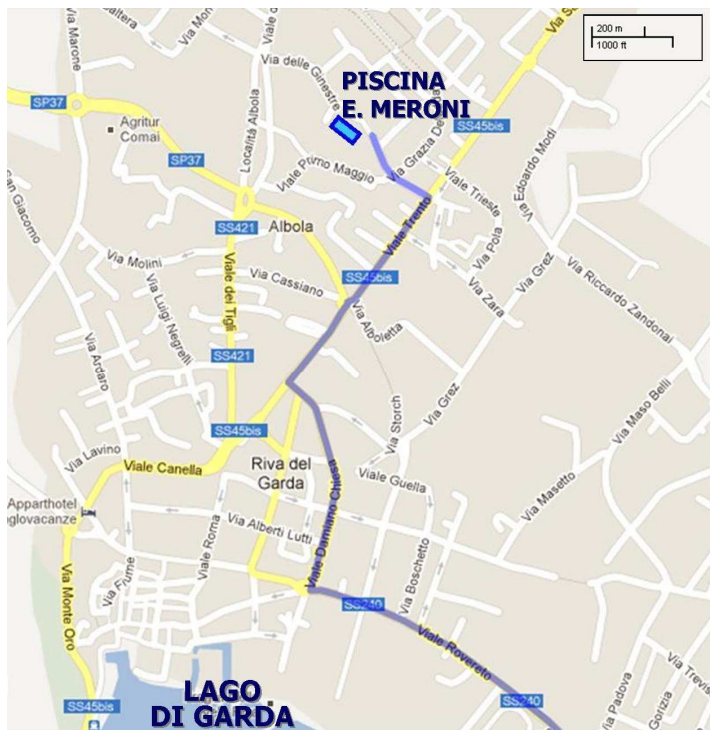 200 m
1000 ft
Via Marone
Via delle Ginestre
PISCINA
E. MERONI
SP37
Agritur
Comai
SS45bis
SP37
Località Albola
Viale Primo Maggio
Via Edoardo Modl
Viale Trieste
San Giacomo
SS421
Albola
Viale Trento
Via Pola
Via Molini
SS45bis
Via Grez
Via Cassiano
Via Zara
Via Riccardo Zandonai
Viale dei Tigli
Via Luigi Negrelli
Via Alboletta
Via Ardaro
SS421
Via Maso Belli
Via Grez
Via Storch
SS45bis
Via Lavino
Viale Canella
Riva del
Garda
Viale Guella
Via Masetto
Apparthotel
glovacanze
Viale Damiano Chiesa
Via Alberti Lutti
Viale Roma
Via Boschetto
Via Fiume
Via Monte Oro
SS240
Viale Rovereto
LAGO
DI GARDA
SS45bis
SS240
Via Padova
Gorizia
Via Trevis